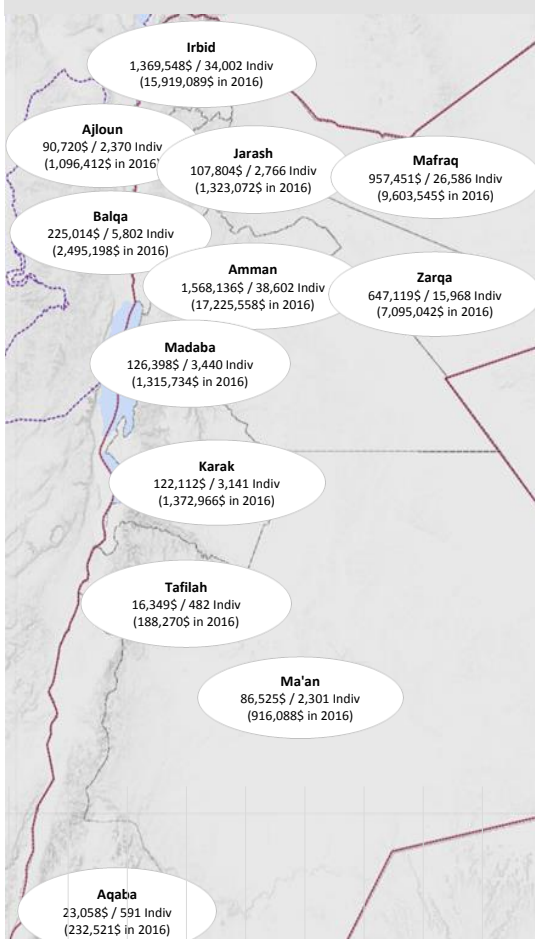 Irbid
1,369,548$ / 34,002 Indiv
(15,919,089$ in 2016)
Ajloun
90,720$ / 2,370 Indiv
(1,096,412$ in 2016)
Jarash
107,804$ / 2,766 Indiv
(1,323,072$ in 2016)
Mafraq
957,451$ / 26,586 Indiv
(9,603,545$ in 2016)
Balqa
225,014$ / 5,802 Indiv
(2,495,198$ in 2016)
Amman
1,568,136$ / 38,602 Indiv
(17,225,558$ in 2016)
Zarqa
647,119$ / 15,968 Indiv
(7,095,042$ in 2016)
Madaba
126,398$ / 3,440 Indiv
(1,315,734$ in 2016)
Karak
122,112$ / 3,141 Indiv
(1,372,966$ in 2016)
Tafilah
16,349$ / 482 Indiv
(188,270$ in 2016)
Ma'an
86,525$ / 2,301 Indiv
(916,088$ in 2016)
Aqaba
23,058$ / 591 Indiv
(232,521$ in 2016)